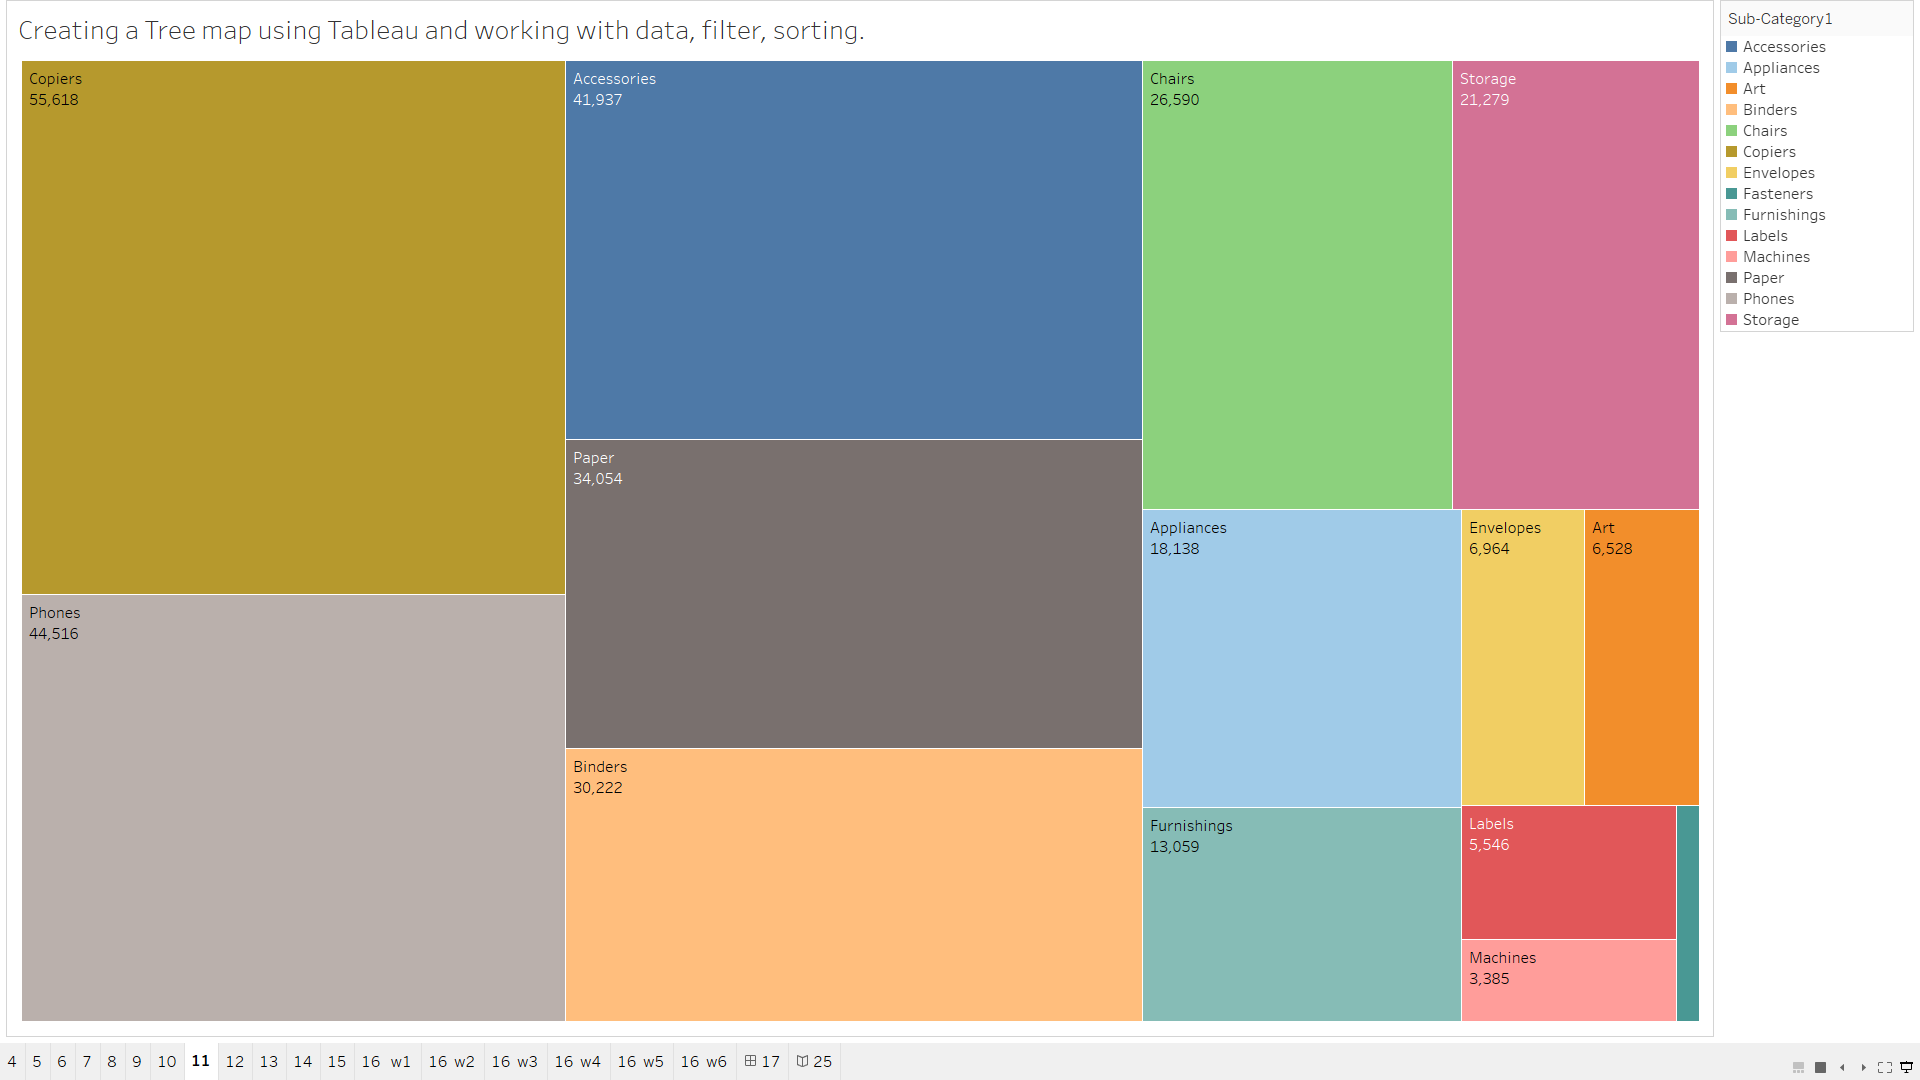 Creating a Tree map using Tableau and working with data, filter, sorting.
Copiers
55,618
Phones
44,516
Accessories
41,937
Paper
34,054
Binders
30,222
Chairs
26,590
Storage
21,279
Appliances
18,138
Furnishings
13,059
Envelopes
6,964
Art
6,528
Labels
5,546
Machines
3,385
Sub-Category1
Accessories
Appliances
Art
Binders
Chairs
Copiers
Envelopes
Fasteners
Furnishings
Labels
Machines
Paper
Phones
Storage
4 5 6 7 8 9 10 11 12 13 14 15 16 w1 16 w2 16 w3 16 w4 16 w5 16 w6 17 25